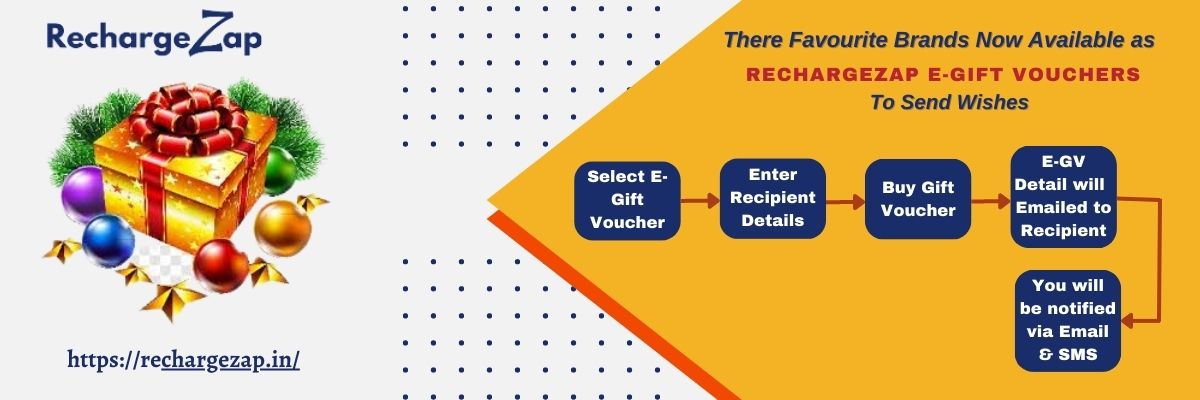 RechargeZap
There Favourite Brands Now Available as
RECHARGEZAP E-GIFT VOUCHERS
To Send Wishes
Select E-
Gift
Voucher
Enter
Recipient
Details
Buy Gift
Voucher
E-GV
Detail will
Emailed to
Recipient
You will
be notified
via Email
& SMS
https://rechargezap.in/